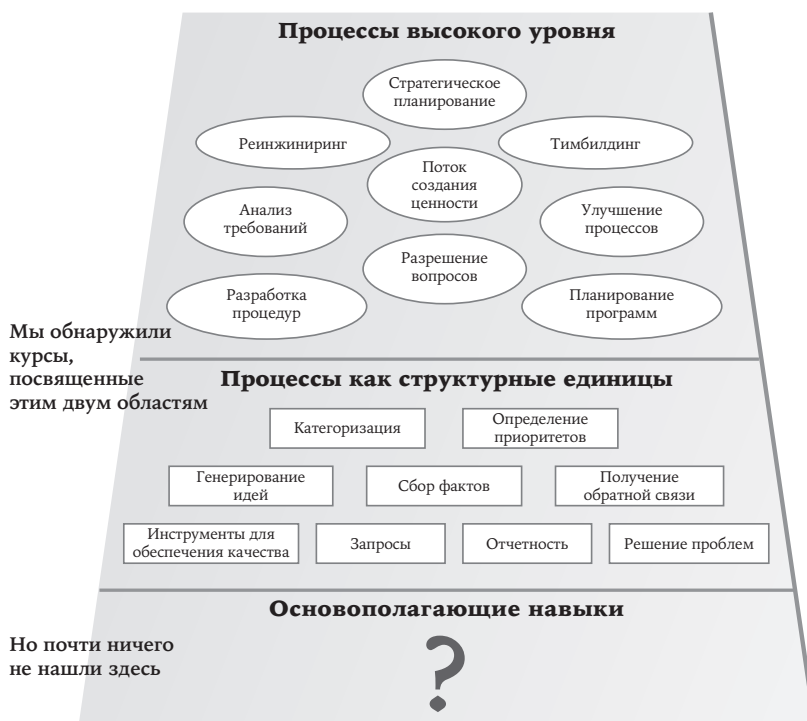 Процессы высокого уровня
Стратегическое
планирование
Реинжиниринг
Тимбилдинг
Поток
создания
ценности
Анализ
требований
Улучшение
процессов
Разрешение
вопросов
Разработка
процедур
Планирование
программ
Мы обнаружили
курсы,
посвященные
этим двум областям
Процессы как структурные единицы
Категоризация
Определение
приоритетов
Генерирование
идей
Сбор фактов
Получение
обратной связи
Инструменты для
обеспечения качества
Запросы
Отчетность
Решение проблем
Основополагающие навыки
Но почти ничего
не нашли здесь
?